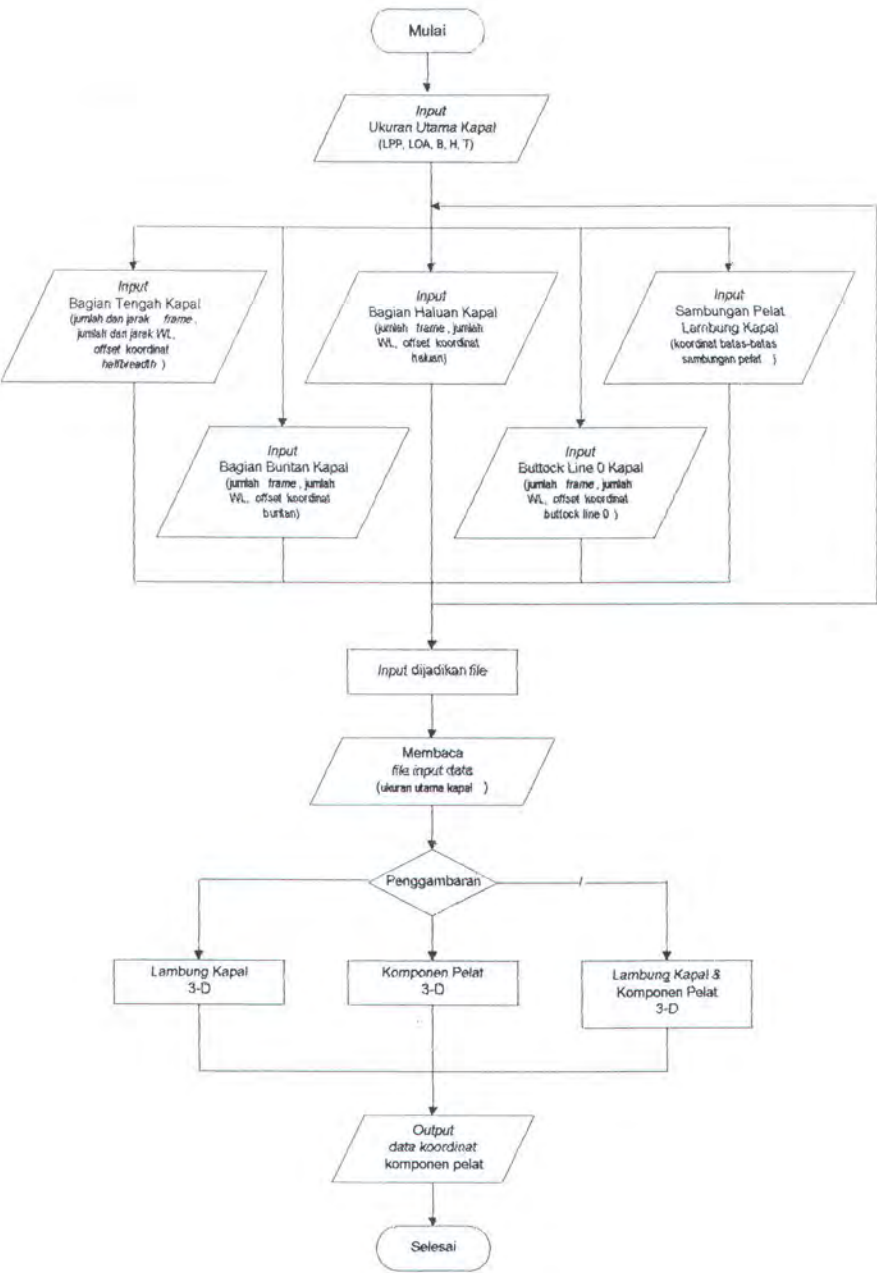 Mulai
Input
Ukuran Utama Kapal
(LPP, LOA, B, H, T)
Input
Bagian Tengah Kapal
(jumlah dan jarak frame,
jumlah dan jarak WL,
offset koordinat
halfbreadth )
Input
Bagian Haluan Kapal
(jumlah frame, jumlah
WL, offset koordinat
haluan)
Input
Sambungan Pelat
Lambung Kapal
(koordinat batas-batas
sambungan pelat )
Input
Bagian Buritan Kapal
(jumlah frame, jumlah
WL, offset koordinat
buritan)
Input
Buttock Line 0 Kapal
(jumlah frame, jumlah
WL, offset koordinat
buttock line 0 )
Input dijadikan file
Membaca
file input data
(ukuran utama kapal )
Penggambaran
Lambung Kapal
3-D
Komponen Pelat
3-D
Lambung Kapal &
Komponen Pelat
3-D
Output
data koordinat
komponen pelat
Selesai